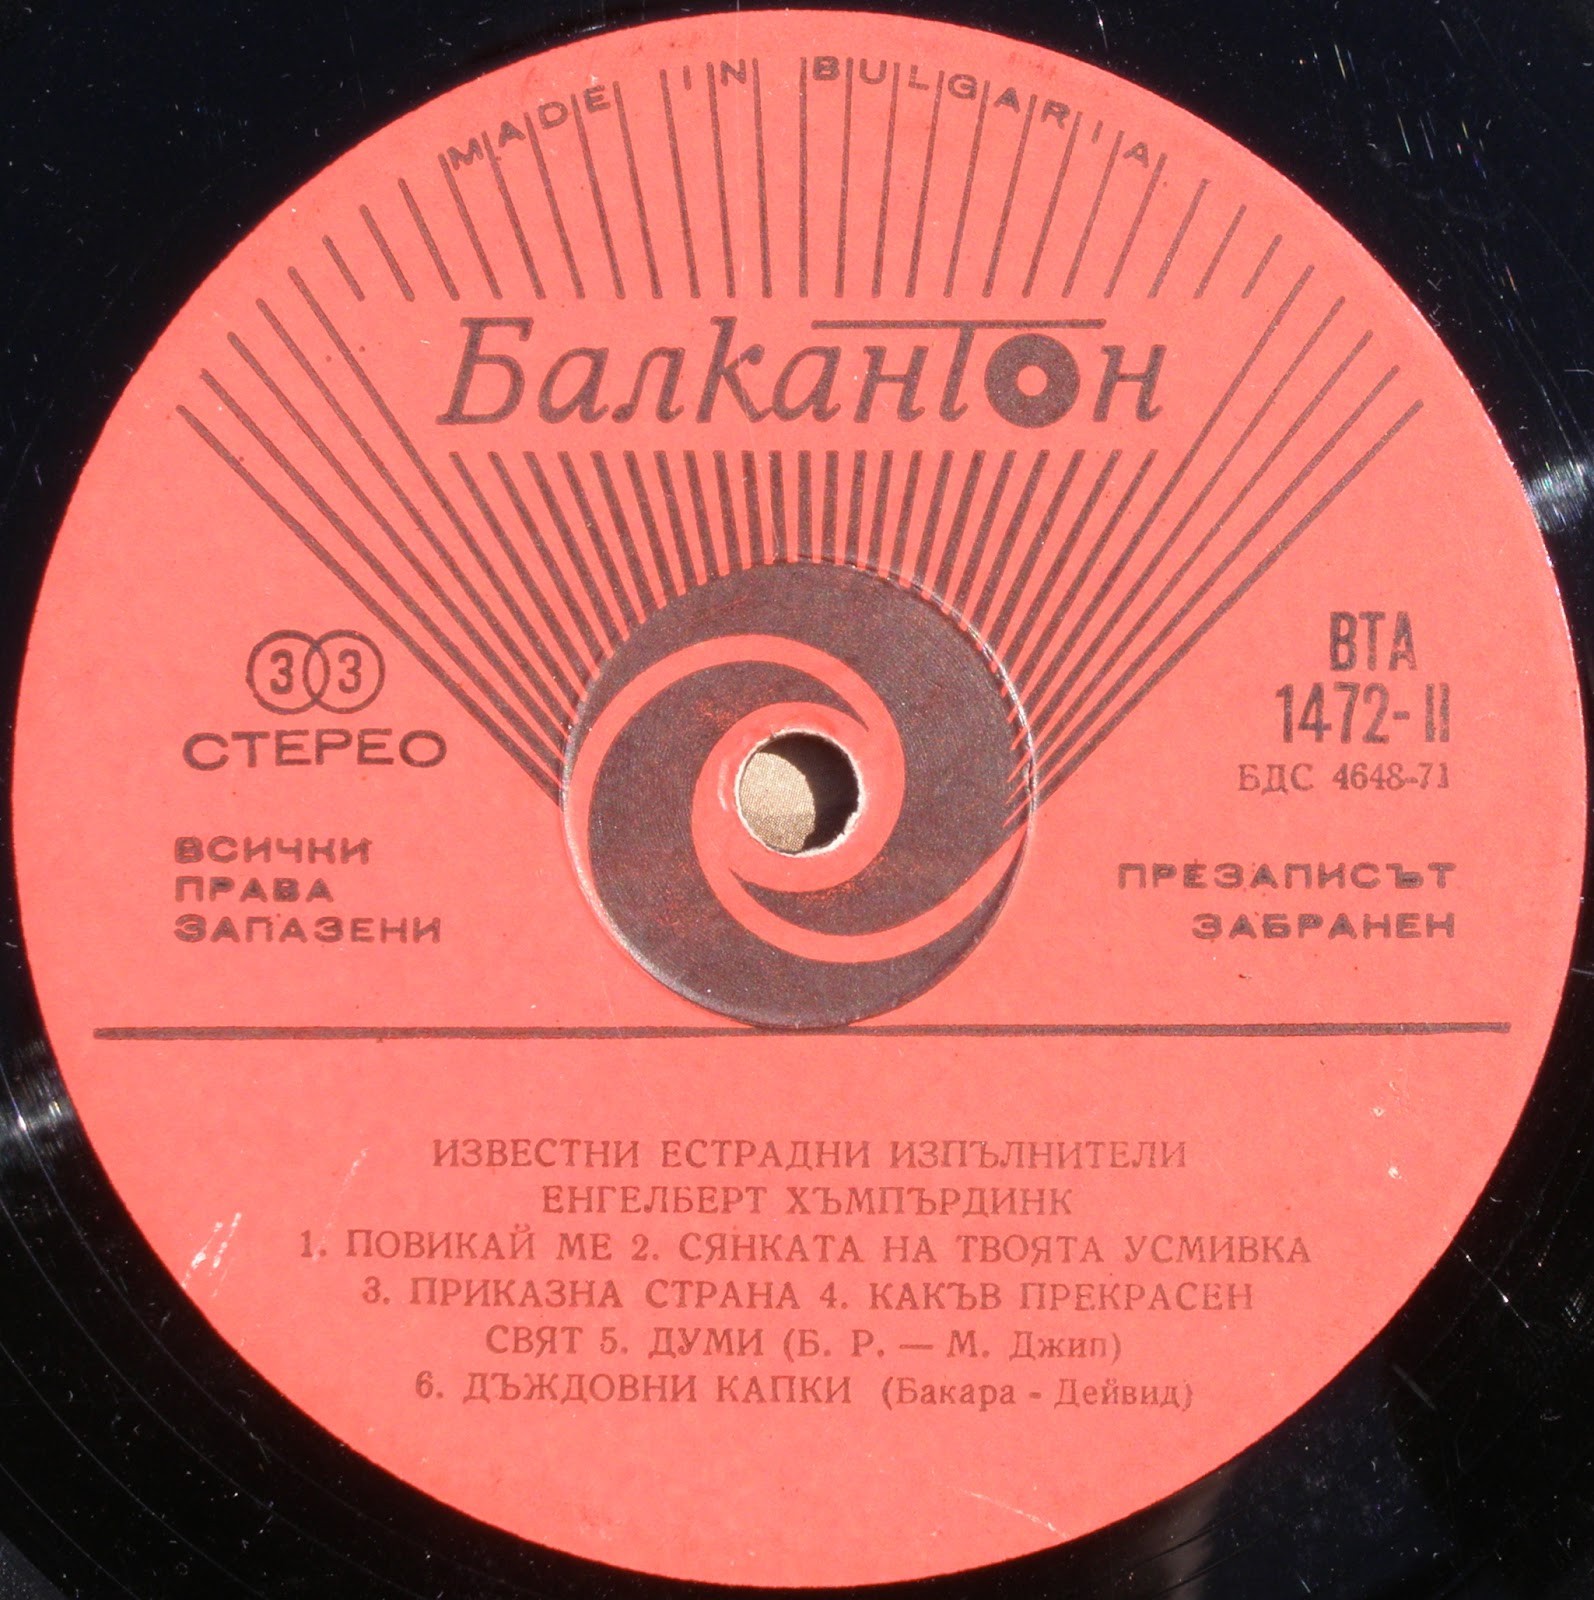 MADE IN BULGARIA
Балкантон
33
СТЕРЕО
ВТА
1472-II
БДС 4648-71
ВСИЧКИ
ПРАВА
ЗАПАЗЕНИ
ПРЕЗАПИСЪТ
ЗАБРАНЕН
ИЗВЕСТНИ ЕСТРАДНИ ИЗПЪЛНИТЕЛИ
ЕНГЕЛБЕРТ ХЪМПЪРДИНК
1. ПОВИКАЙ МЕ 2. СЯНКАТА НА ТВОЯТА УСМИВКА
3. ПРИКАЗНА СТРАНА 4. КАКЪВ ПРЕКРАСЕН
СВЯТ 5. ДУМИ (Б. Р. — М. Джип)
6. ДЪЖДОВНИ КАПКИ (Бакара - Дейвид)